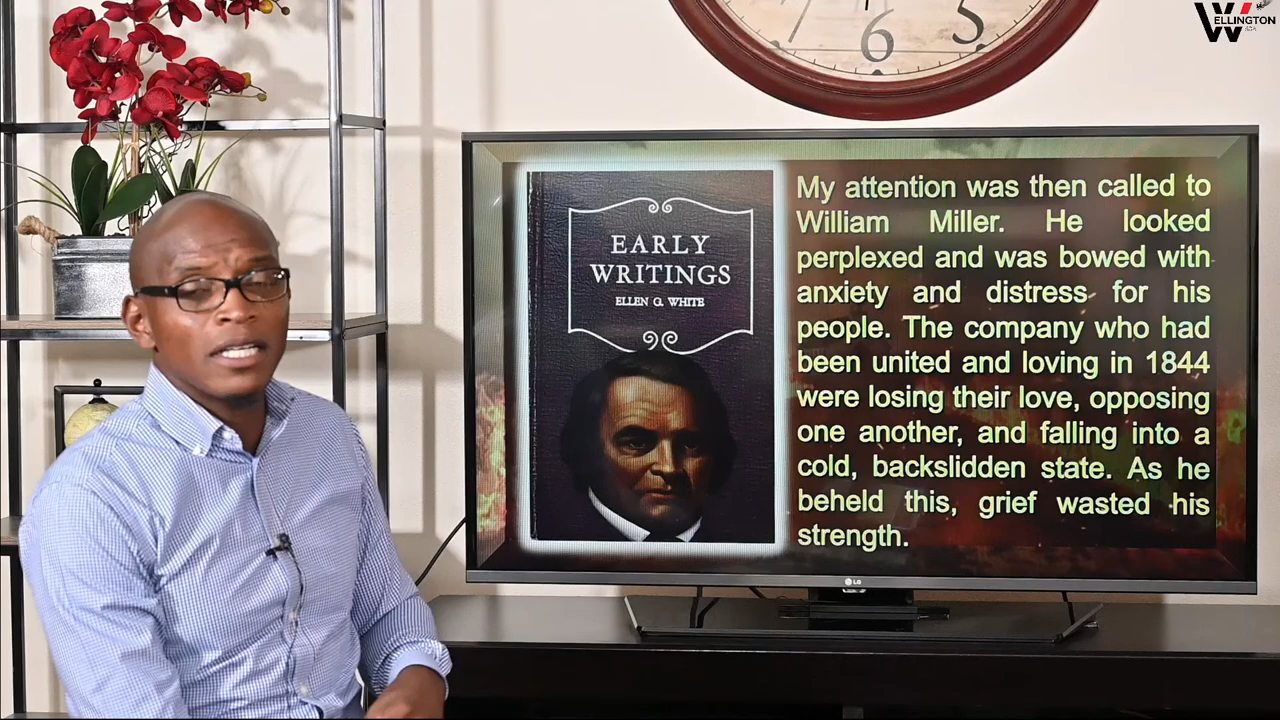 WELLINGTON
6
5
EARLY
WRITINGS
ELLEN G. WHITE
My attention was then called to
William Miller. He looked
perplexed and was bowed with
anxiety and distress for his
people. The company who had
been united and loving in 1844
were losing their love, opposing
one another, and falling into a
cold, backslidden state. As he
beheld this, grief wasted his
strength.
LG